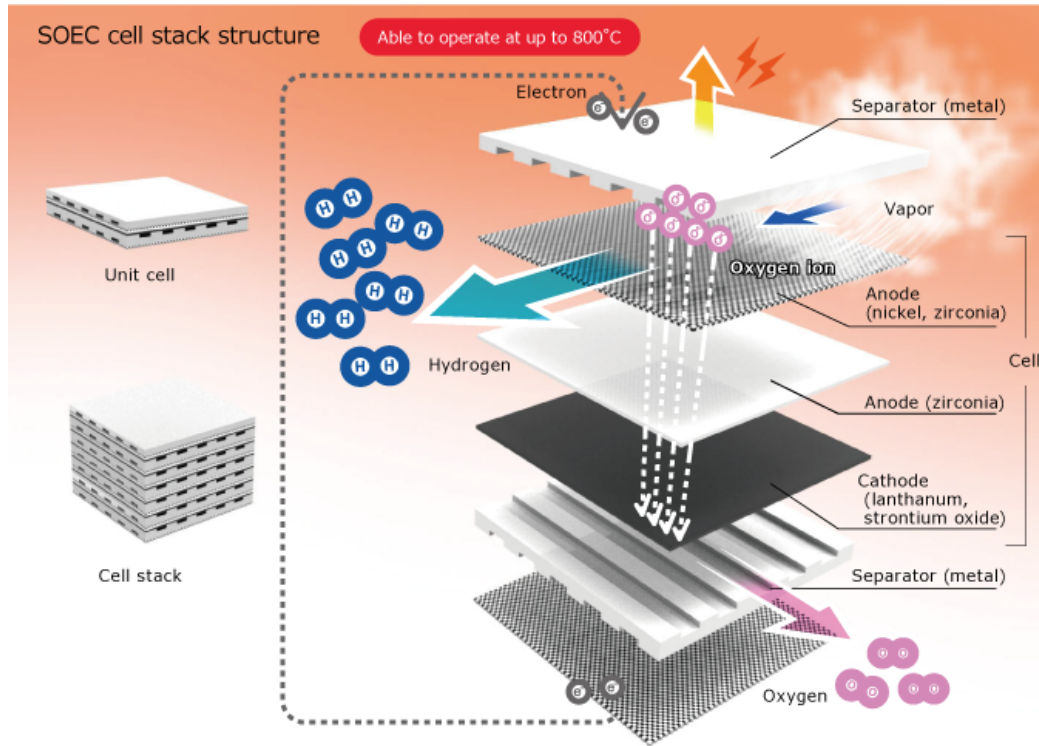 SOEC cell stack structure
Able to operate at up to 800°C
Electron
e⁻
e⁻
Separator (metal)
Unit cell
H H
H H
H H
H H
H H
H H
Vapor
Oxygen ion
Anode
(nickel, zirconia)
Cell
Hydrogen
Anode (zirconia)
Cathode
(lanthanum,
strontium oxide)
Cell stack
Separator (metal)
e⁻
e⁻
Oxygen